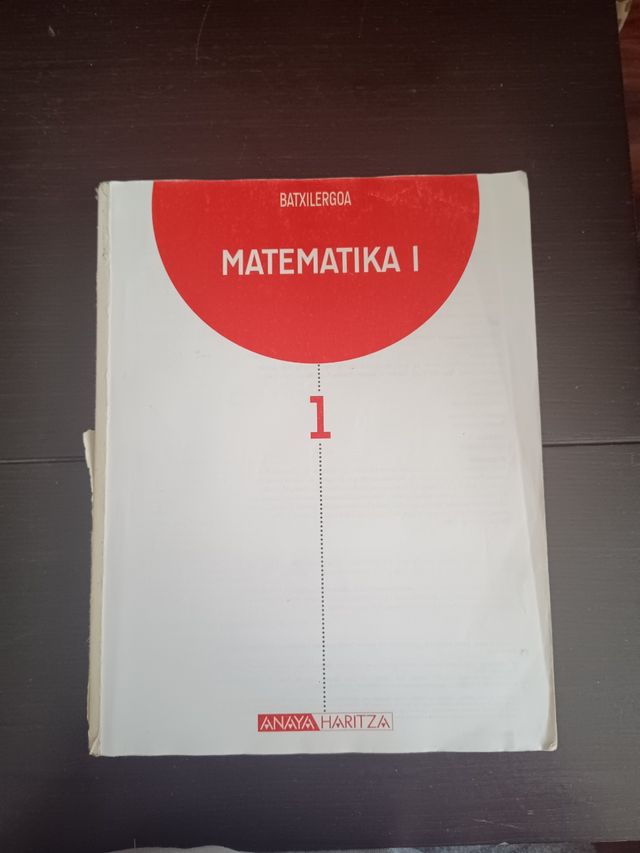 BATXILERGOA
MATEMATIKA I
1
ANAYA HARITZA